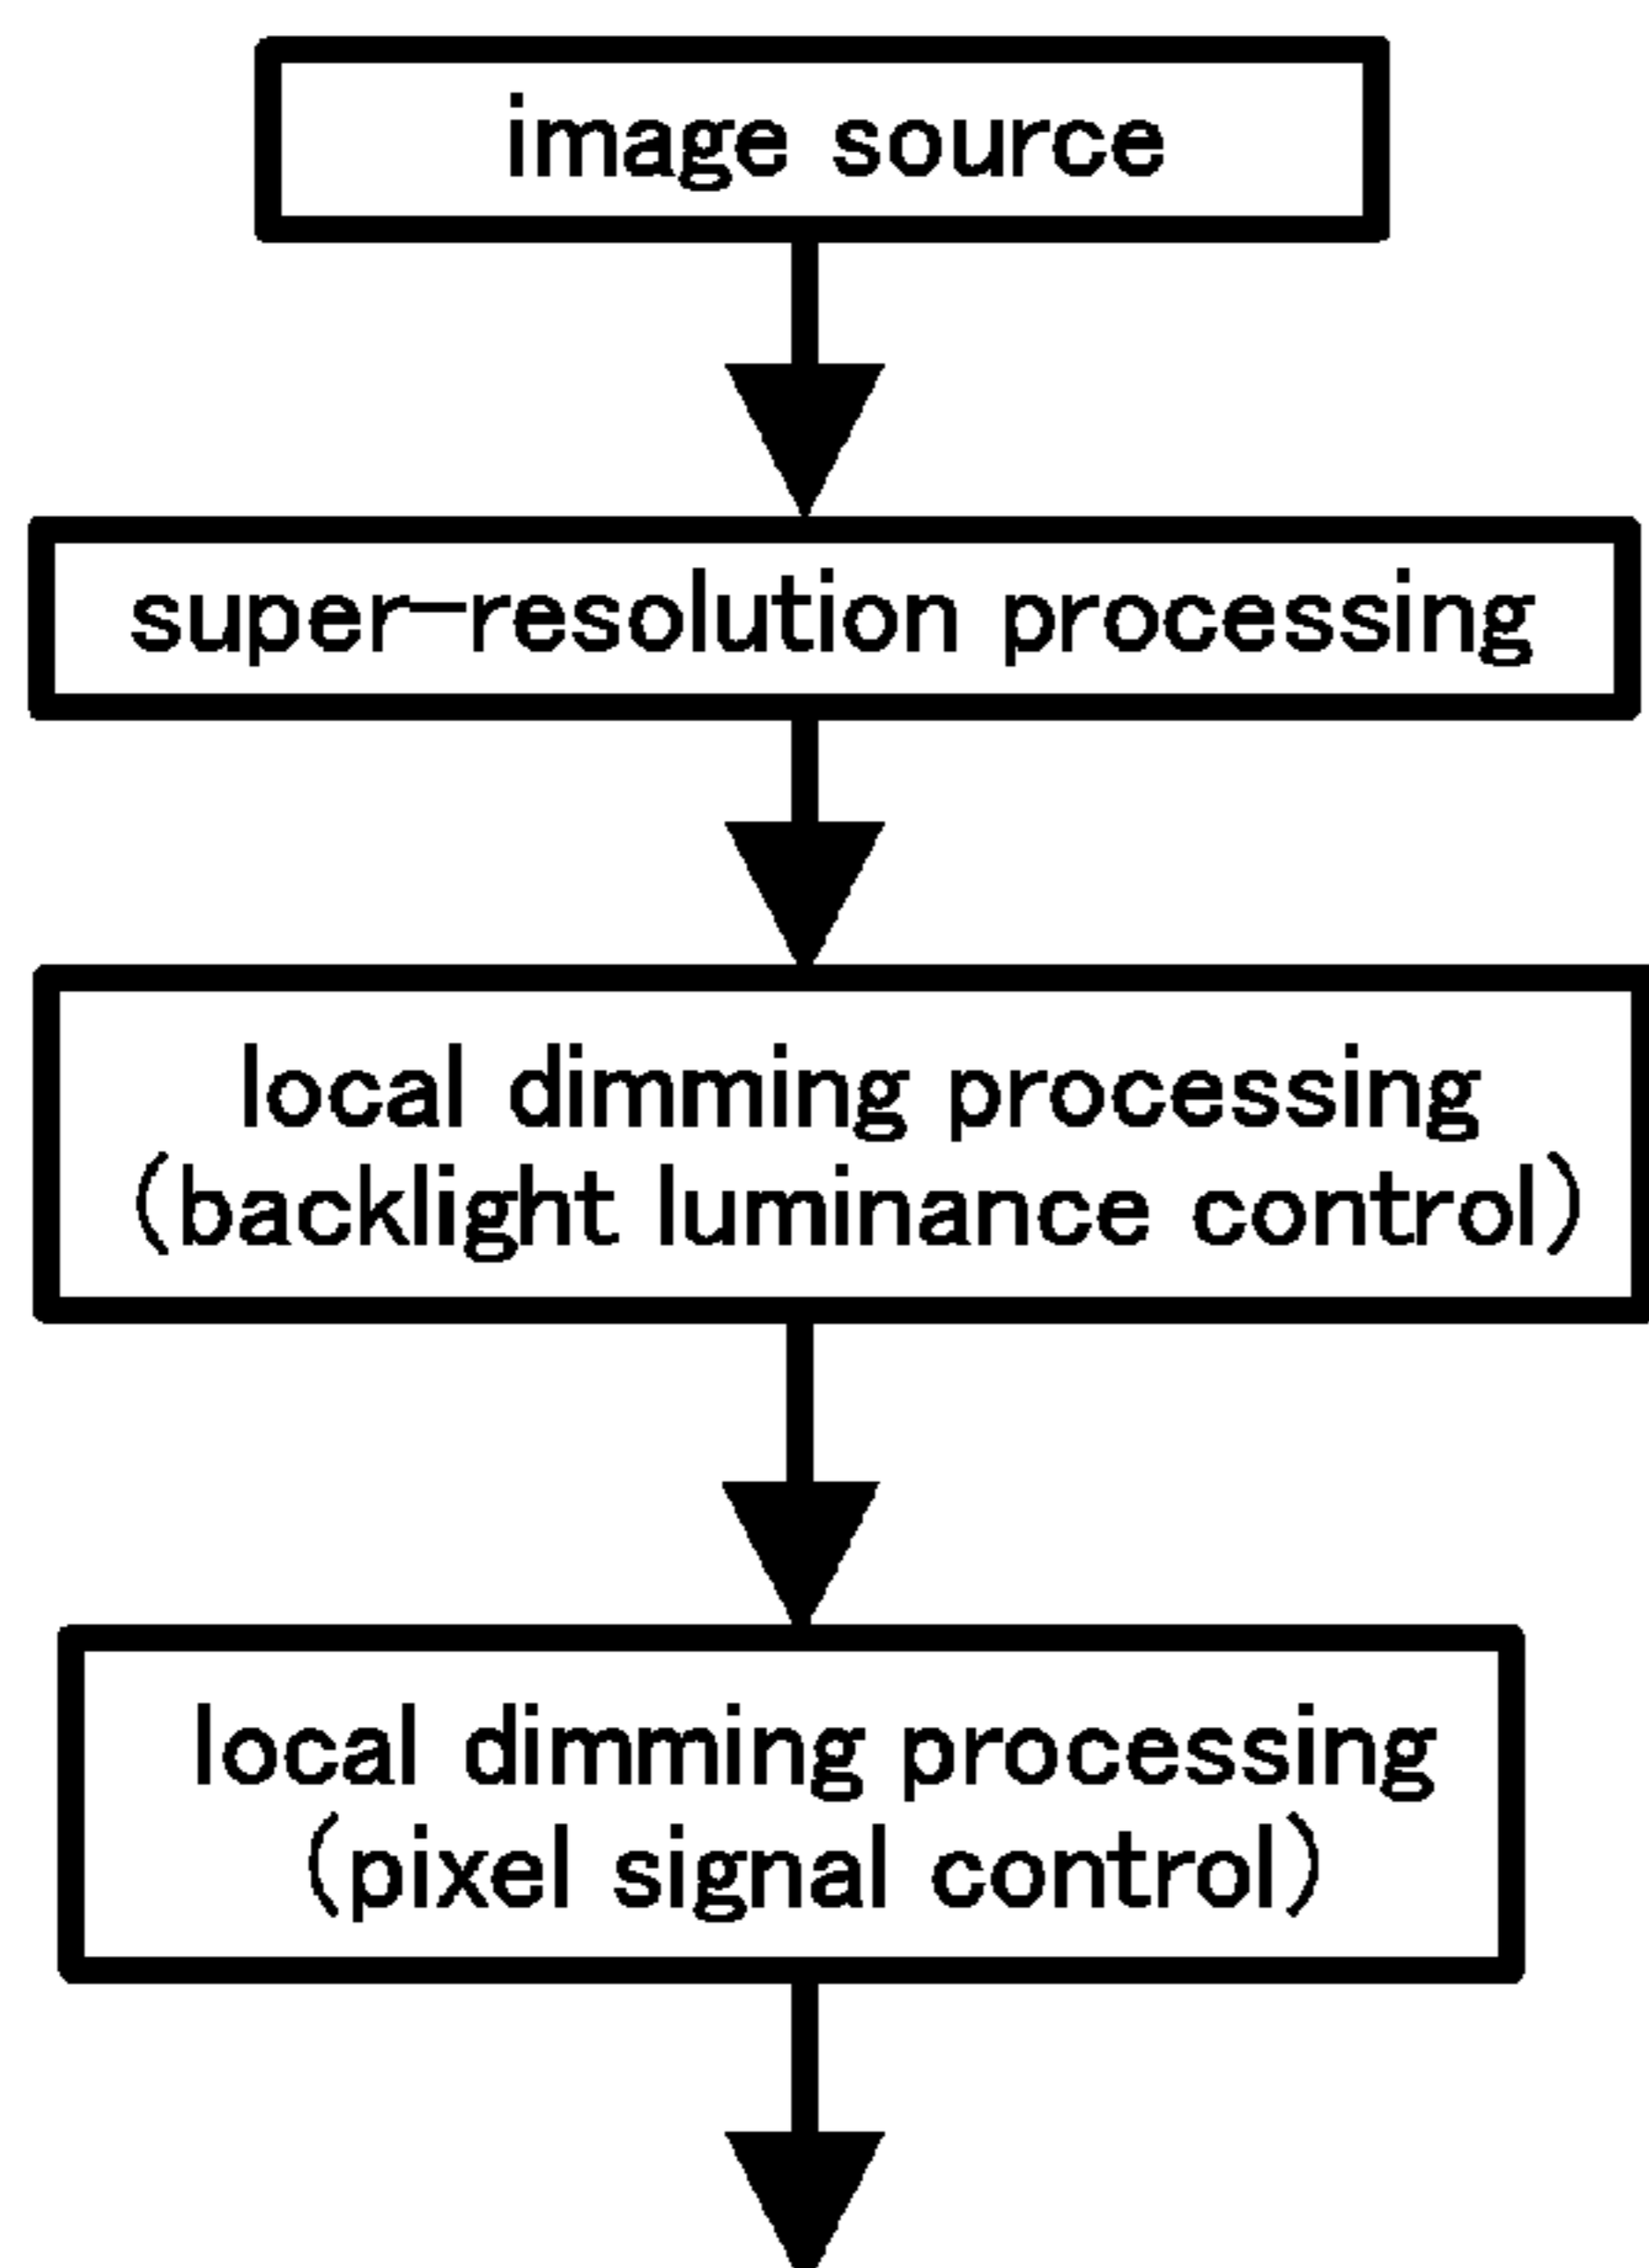 image source
super-resolution processing
local dimming processing
(backlight luminance control)
local dimming processing
(pixel signal control)